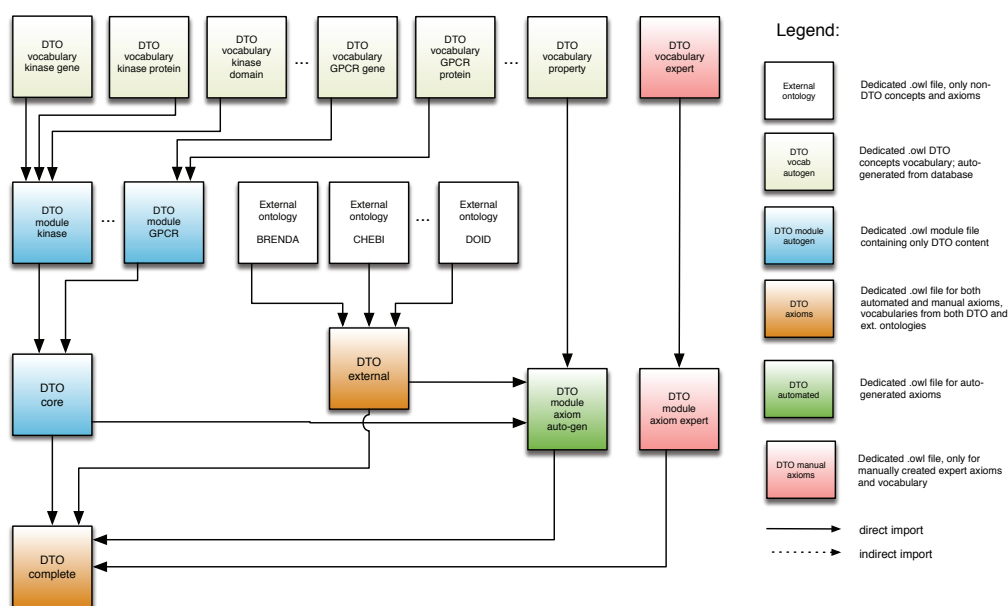 DTO
vocabulary
kinase gene
DTO
vocabulary
kinase protein
DTO
vocabulary
kinase
domain
...
DTO
vocabulary
GPCR gene
DTO
vocabulary
GPCR
protein
...
DTO
vocabulary
property
DTO
vocabulary
expert
DTO
module
kinase
...
DTO
module
GPCR
External
ontology
BRENDA
External
ontology
CHEBI
...
External
ontology
DOID
DTO
core
DTO
external
DTO
module
axiom
auto-gen
DTO
module
axiom expert
DTO
complete
Legend:
External
ontology
Dedicated .owl file, only non-
DTO concepts and axioms
DTO
vocab
autogen
Dedicated .owl DTO
concepts vocabulary; auto-
generated from database
DTO module
autogen
Dedicated .owl module file
containing only DTO content
DTO
axioms
Dedicated .owl file for both
automated and manual axioms,
vocabularies from both DTO and
ext. ontologies
DTO
automated
Dedicated .owl file for auto-
generated axioms
DTO manual
axioms
Dedicated .owl file, only for
manually created expert axioms
and vocabulary
direct import
indirect import